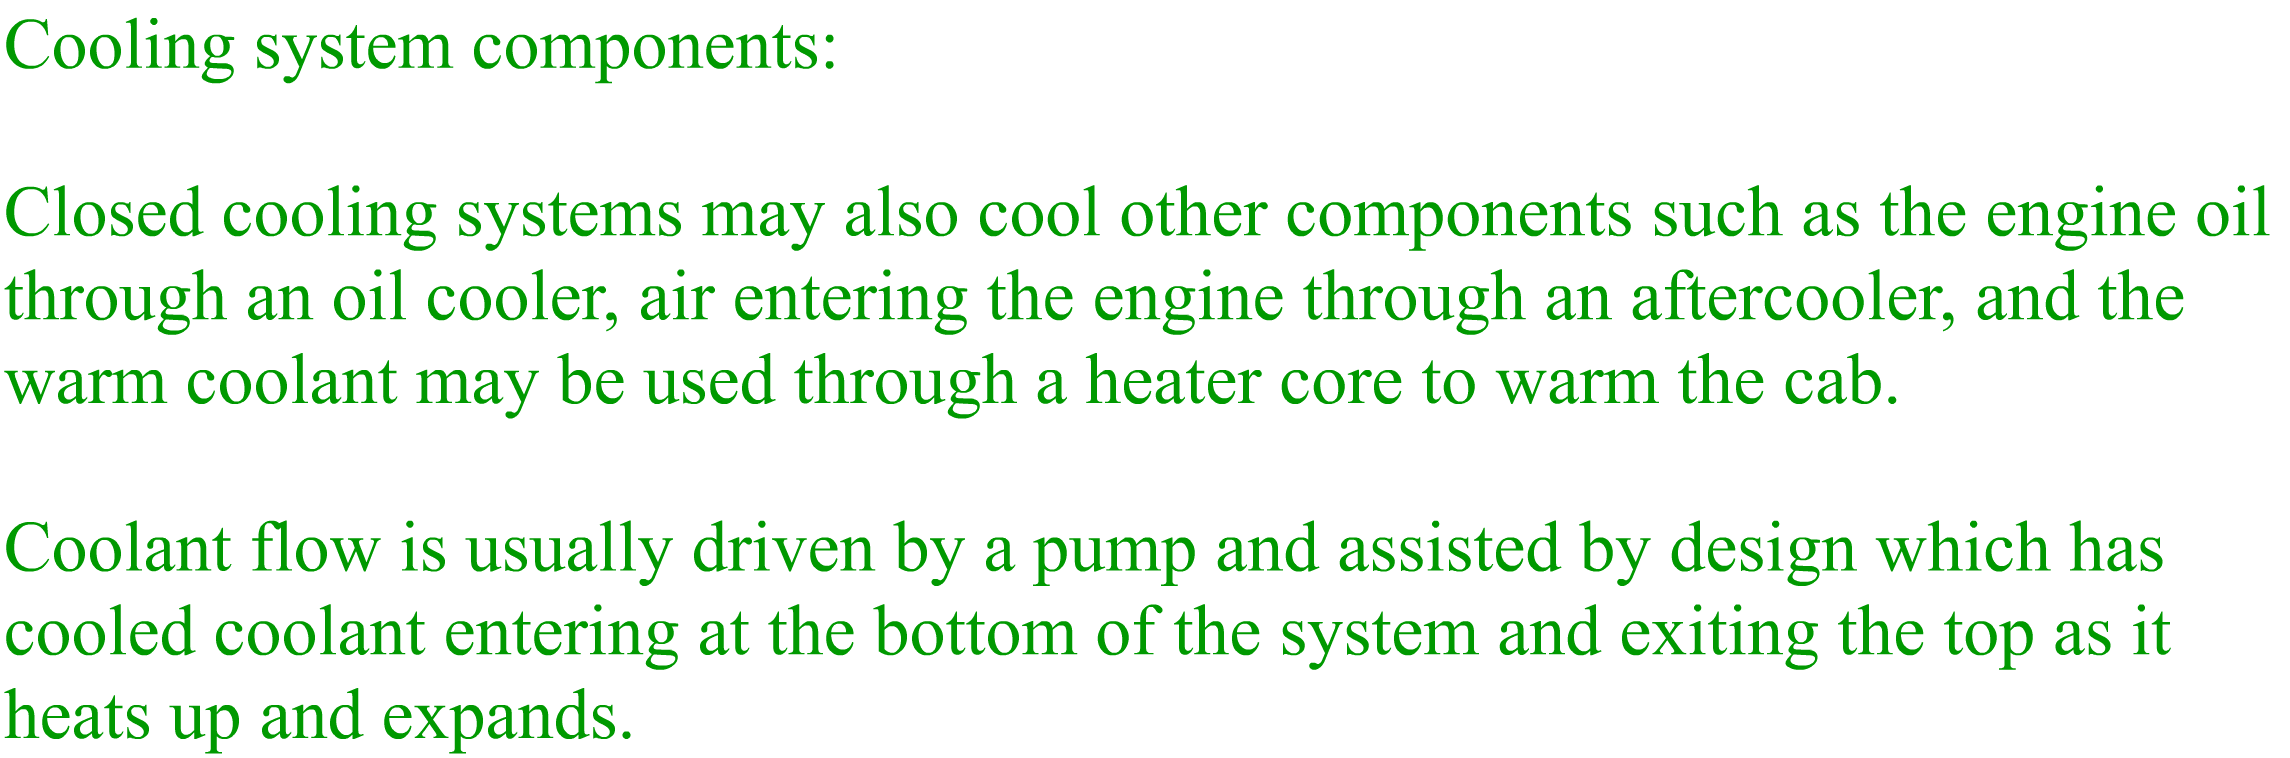 Cooling system components:
Closed cooling systems may also cool other components such as the engine oil
through an oil cooler, air entering the engine through an aftercooler, and the
warm coolant may be used through a heater core to warm the cab.
Coolant flow is usually driven by a pump and assisted by design which has
cooled coolant entering at the bottom of the system and exiting the top as it
heats up and expands.